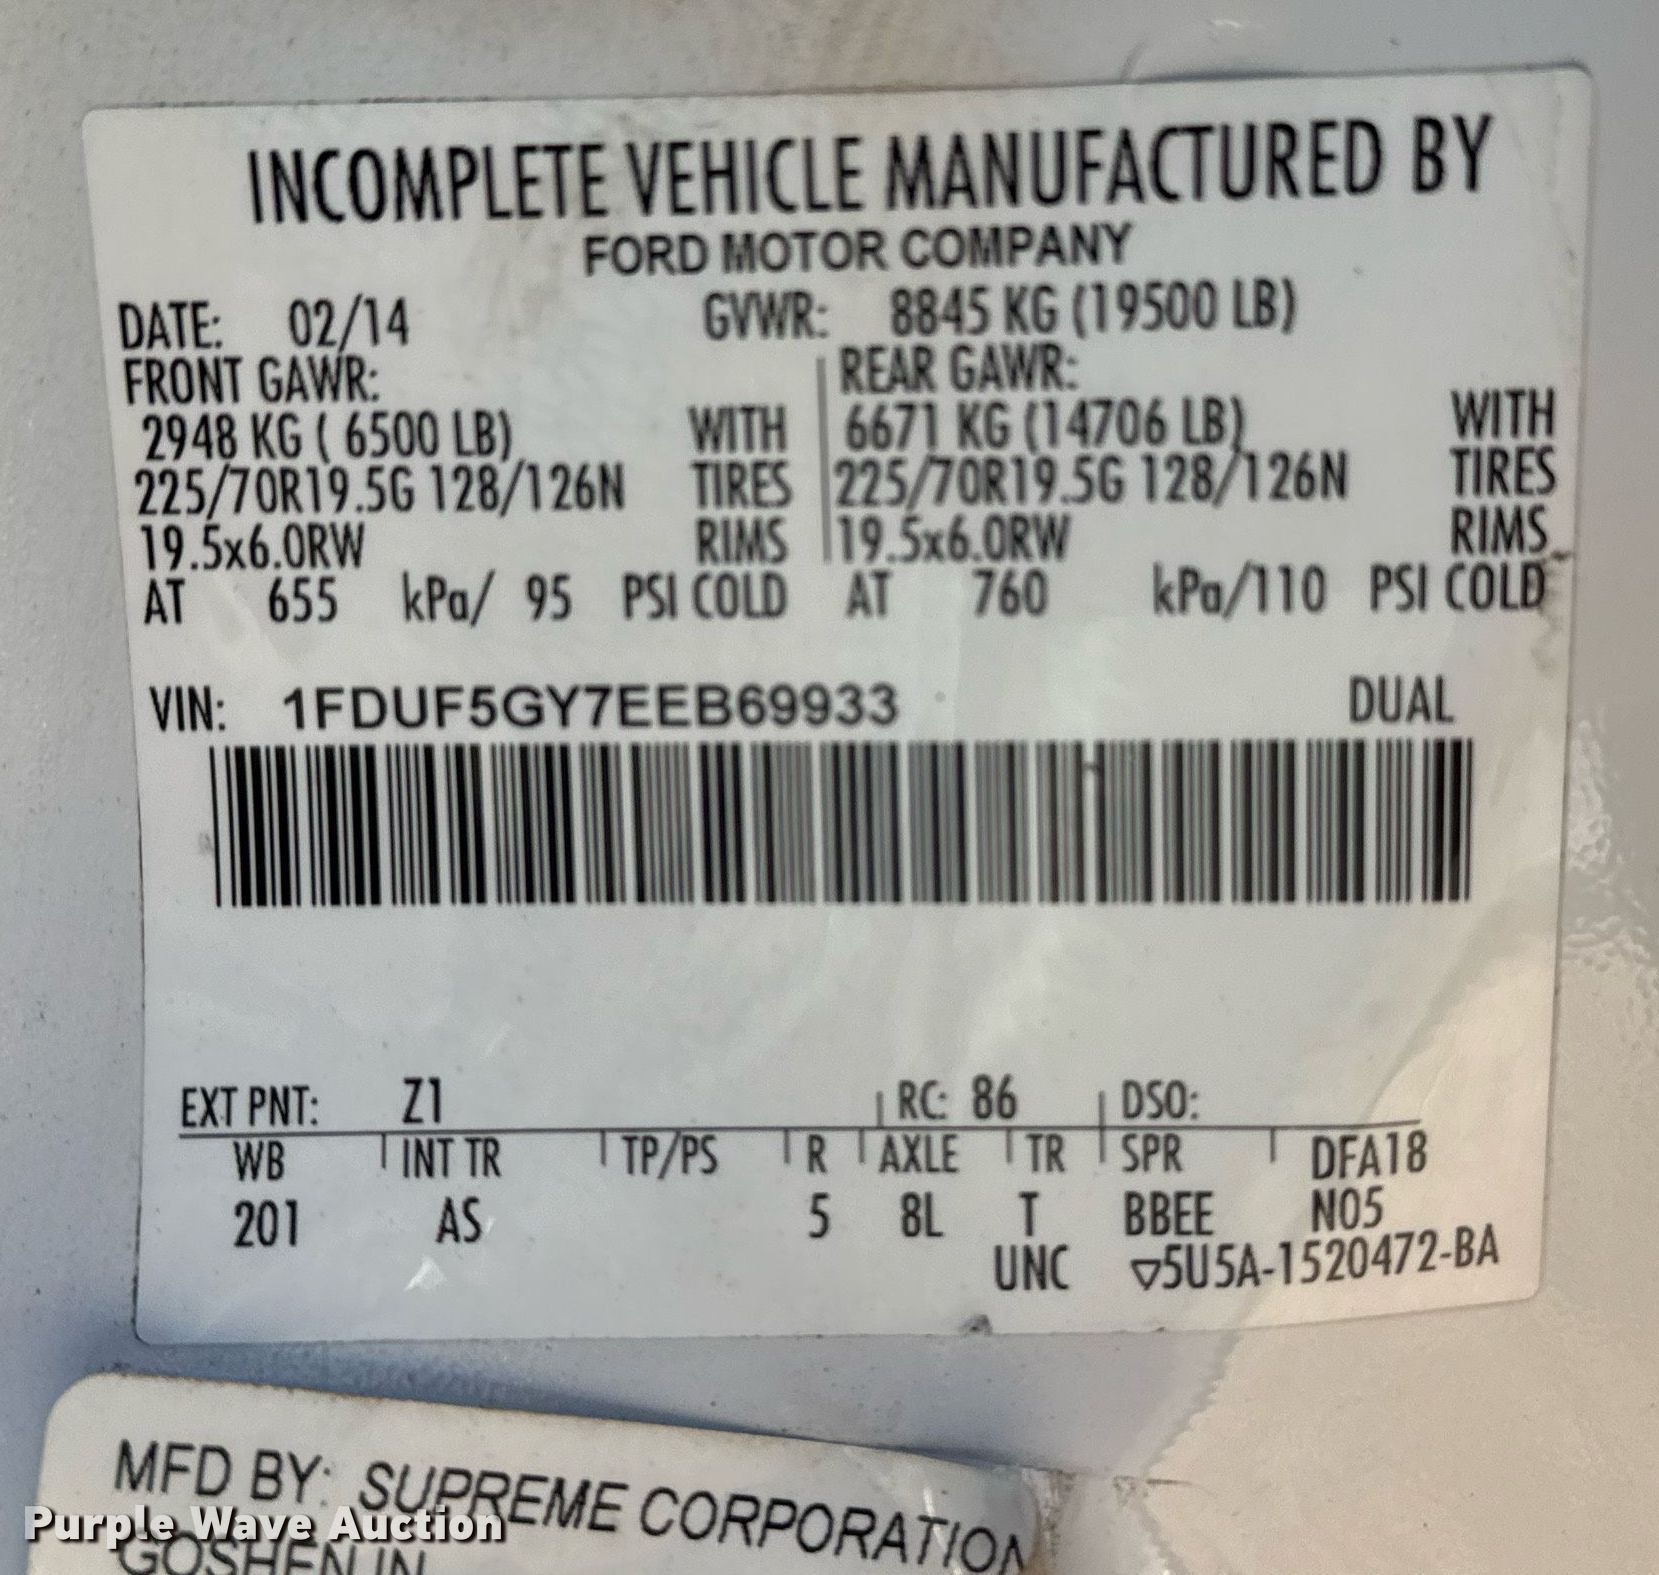 INCOMPLETE VEHICLE MANUFACTURED BY
FORD MOTOR COMPANY
DATE: 02/14 GVWR: 8845 KG (19500 LB)
FRONT GAWR: REAR GAWR:
2948 KG ( 6500 LB) WITH 6671 KG (14706 LB) WITH
225/70R19.5G 128/126N TIRES 225/70R19.5G 128/126N TIRES
19.5x6.0RW RIMS 19.5x6.0RW RIMS
AT 655 kPa/ 95 PSI COLD AT 760 kPa/110 PSI COLD
VIN: 1FDUF5GY7EEB69933 DUAL
EXT PNT: Z1 RC: 86 DSO:
WB INT TR TP/PS R AXLE TR SPR DFA18
201 AS 5 8L T BBEE N05
UNC ▽5U5A-1520472-BA
MFD BY: SUPREME CORPORATION
Purple Wave Auction
GOSHEN IN